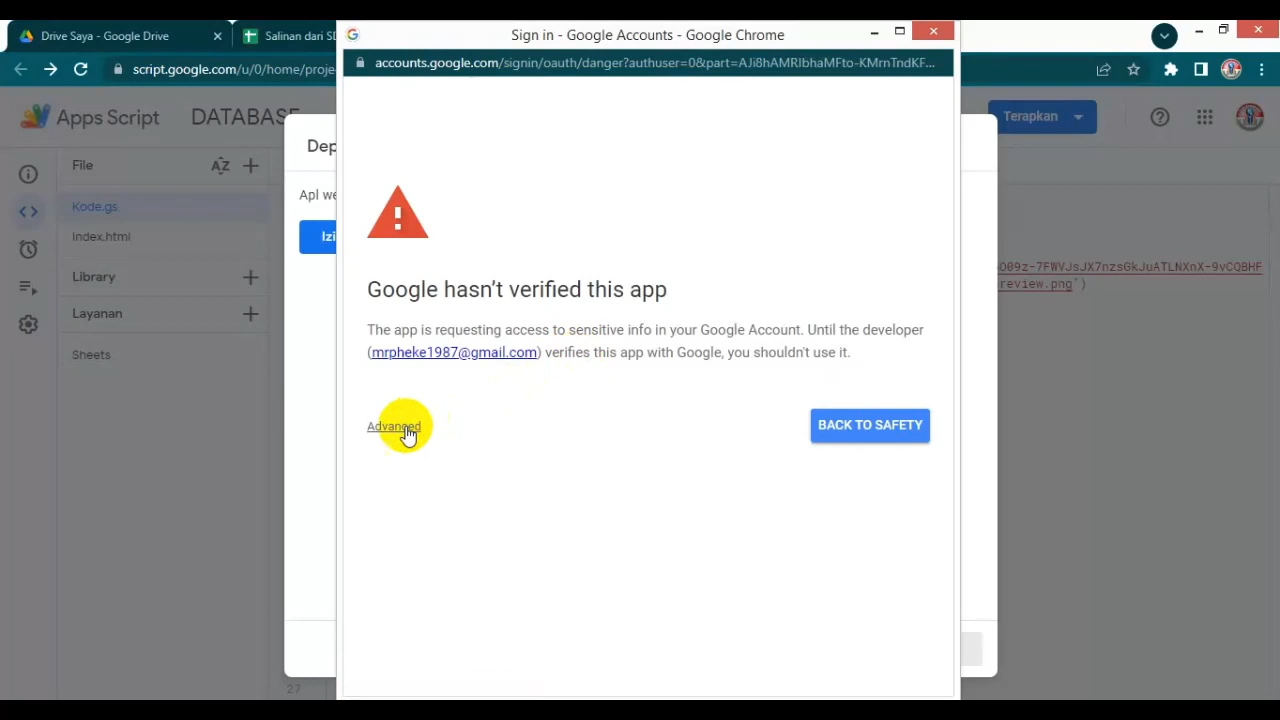 Drive Saya - Google Drive
Salinan dari SD
Sign in - Google Accounts - Google Chrome
script.google.com/u/0/home/proje
accounts.google.com/signin/oauth/danger?authuser=0&part=AJi8hAMRIbhaMFto-KMrnTndKF...
Apps Script
DATABASE
Terapkan
Dep
File
AZ
Apl we
Kode.gs
Izi
Index.html
Library
Layanan
Sheets
Google hasn't verified this app
The app is requesting access to sensitive info in your Google Account. Until the developer
(mrpheke1987@gmail.com) verifies this app with Google, you shouldn't use it.
Advanced
BACK TO SAFETY
review.png')
27